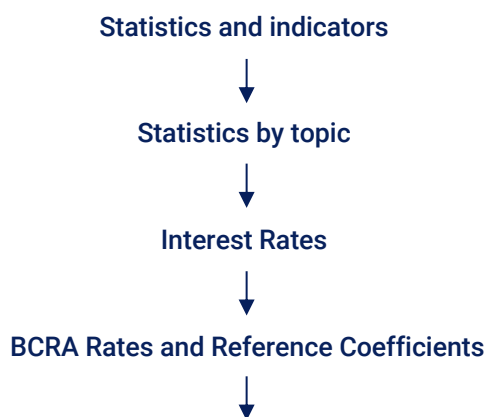 Statistics and indicators
Statistics by topic
Interest Rates
BCRA Rates and Reference Coefficients